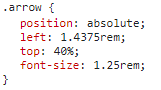 .arrow {
    position: absolute;
    left: 1.4375rem;
    top: 40%;
    font-size: 1.25rem;
}